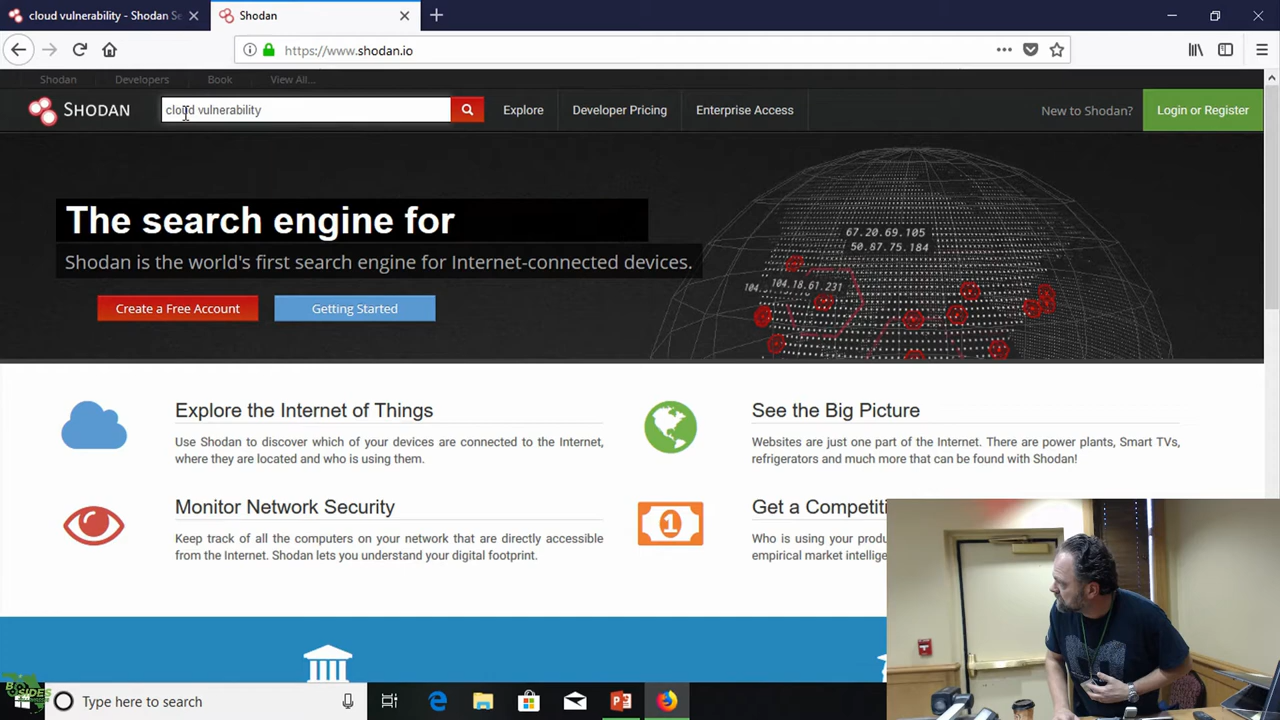 cloud vulnerability - Shodan Se
Shodan
https://www.shodan.io
Shodan
Developers
Book
View All...
SHODAN
cloud vulnerability
Explore
Developer Pricing
Enterprise Access
New to Shodan?
Login or Register
The search engine for
Shodan is the world's first search engine for Internet-connected devices.
Create a Free Account
Getting Started
67.20.69.105
50.87.75.184
104.
104.18.61.231
Explore the Internet of Things
Use Shodan to discover which of your devices are connected to the Internet,
where they are located and who is using them.
See the Big Picture
Websites are just one part of the Internet. There are power plants, Smart TVs,
refrigerators and much more that can be found with Shodan!
Monitor Network Security
Keep track of all the computers on your network that are directly accessible
from the Internet. Shodan lets you understand your digital footprint.
Get a Competiti
Who is using your produ
empirical market intellige
1
SIDES
Type here to search